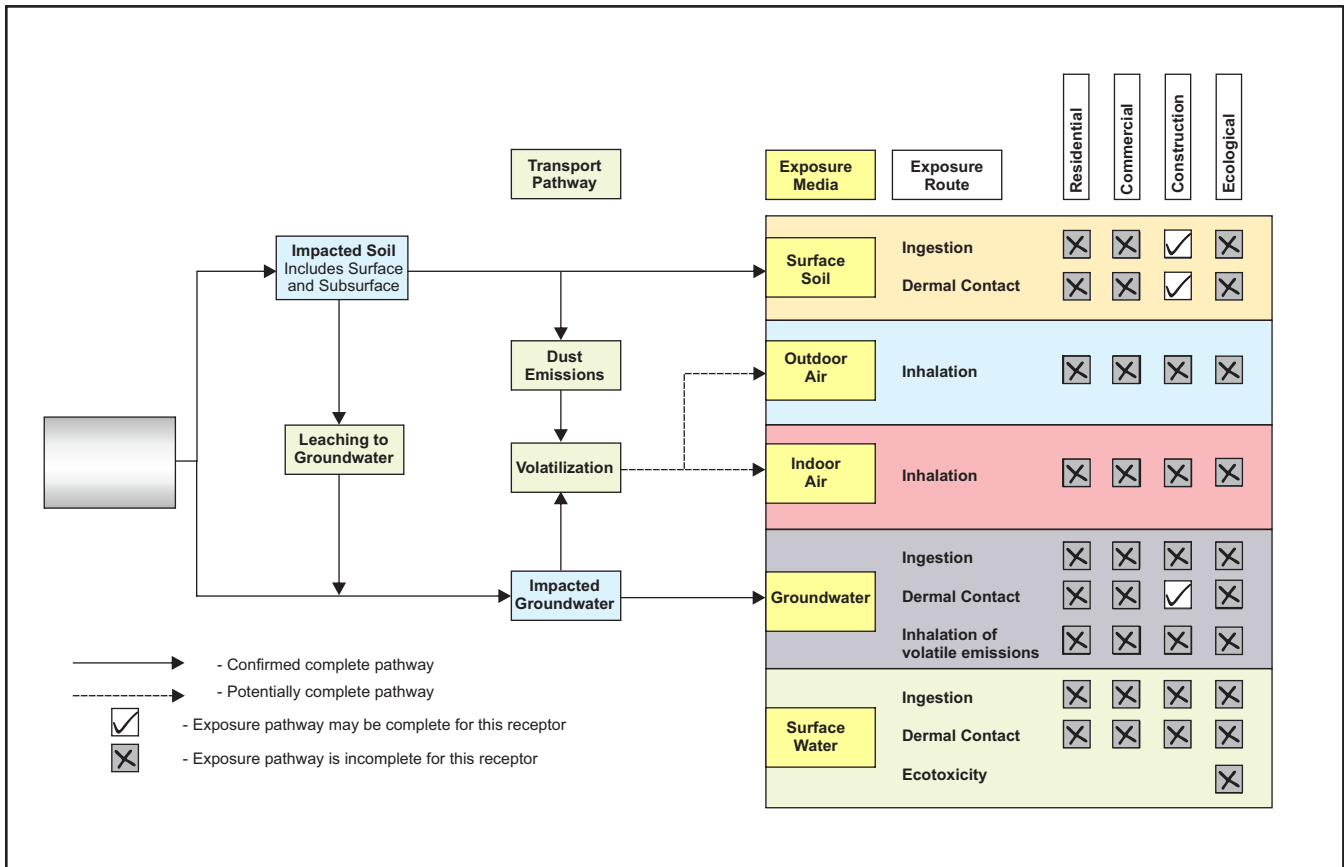 Transport
Pathway
Exposure
Media
Exposure
Route
Residential
Commercial
Construction
Ecological
Impacted Soil
Includes Surface
and Subsurface
Surface
Soil
Ingestion
Dermal Contact
Dust
Emissions
Outdoor
Air
Inhalation
Leaching to
Groundwater
Volatilization
Indoor
Air
Inhalation
Impacted
Groundwater
Groundwater
Ingestion
Dermal Contact
Inhalation of
volatile emissions
Surface
Water
Ingestion
Dermal Contact
Ecotoxicity
- Confirmed complete pathway
- Potentially complete pathway
- Exposure pathway may be complete for this receptor
- Exposure pathway is incomplete for this receptor